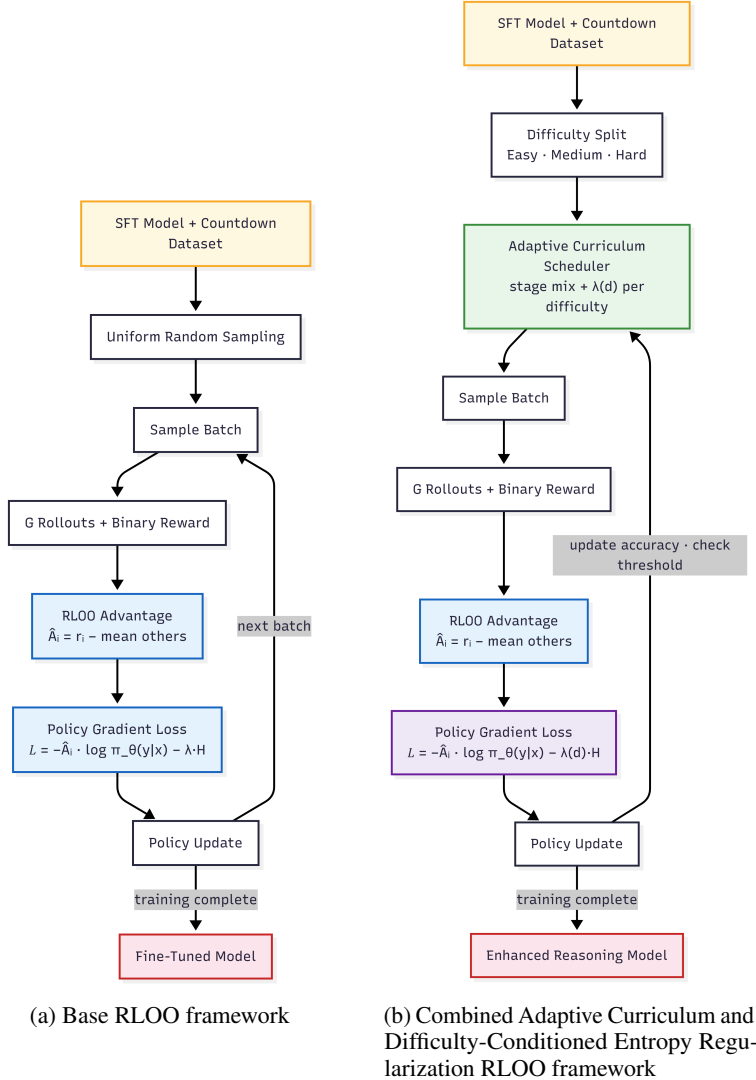 SFT Model + Countdown
Dataset
Uniform Random Sampling
Sample Batch
G Rollouts + Binary Reward
RLOO Advantage
Âᵢ = rᵢ − mean others
next batch
Policy Gradient Loss
L = −Âᵢ · log π_θ(y|x) − λ·H
Policy Update
training complete
Fine-Tuned Model
(a) Base RLOO framework
SFT Model + Countdown
Dataset
Difficulty Split
Easy · Medium · Hard
Adaptive Curriculum
Scheduler
stage mix + λ(d) per
difficulty
Sample Batch
G Rollouts + Binary Reward
update accuracy · check
threshold
RLOO Advantage
Âᵢ = rᵢ − mean others
Policy Gradient Loss
L = −Âᵢ · log π_θ(y|x) − λ(d)·H
Policy Update
training complete
Enhanced Reasoning Model
(b) Combined Adaptive Curriculum and
Difficulty-Conditioned Entropy Regu-
larization RLOO framework